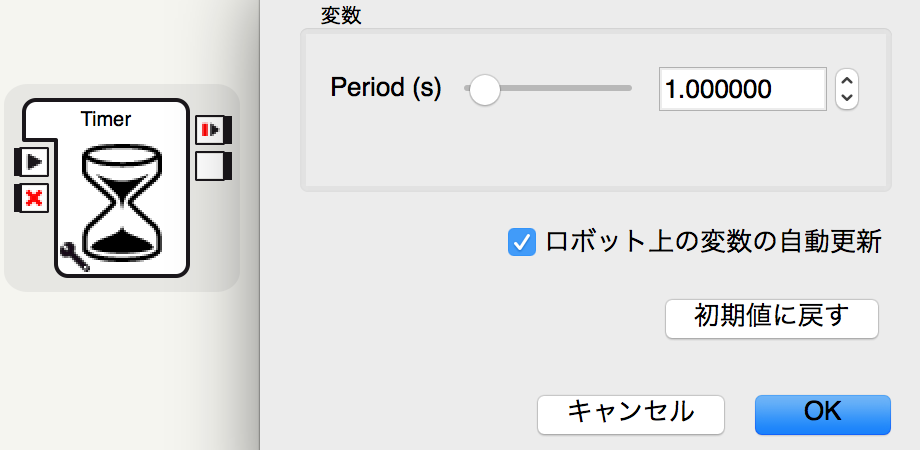 変数
Period (s)
1.000000
Timer
ロボット上の変数の自動更新
初期値に戻す
キャンセル
OK